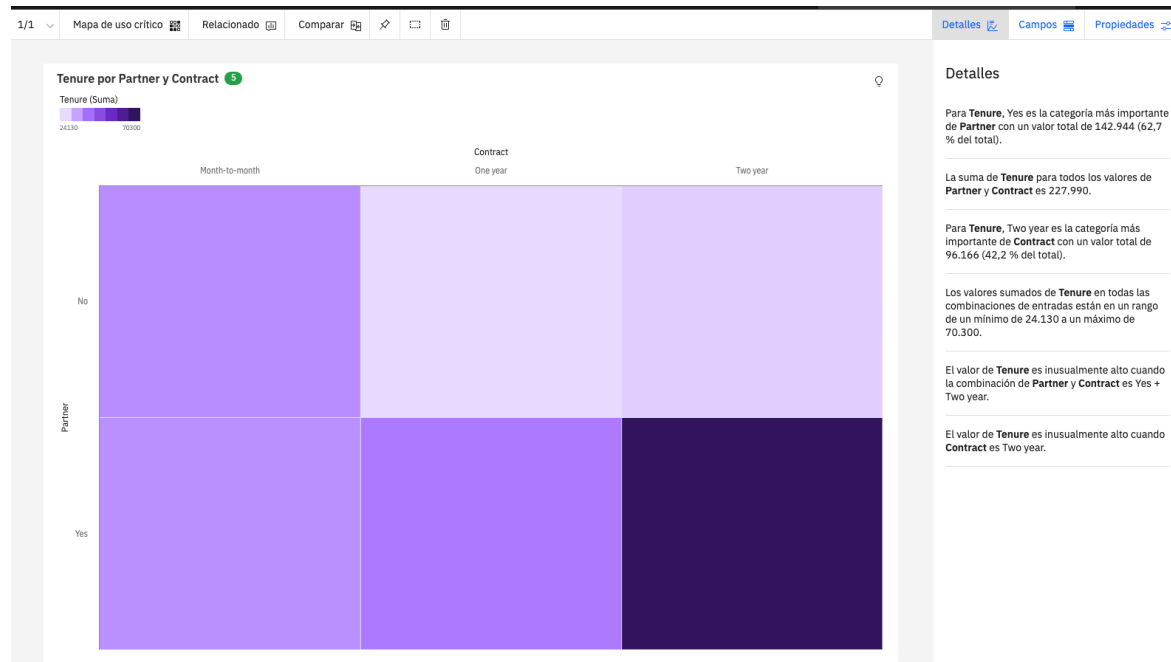 1/1 Mapa de uso crítico Relacionado Comparar Detalles Campos Propiedades
Tenure por Partner y Contract 5
Tenure (Suma)
24130 70300
Contract
Month-to-month One year Two year
No
Partner
Yes
Detalles
Para Tenure, Yes es la categoría más importante
de Partner con un valor total de 142.944 (62,7
% del total).
La suma de Tenure para todos los valores de
Partner y Contract es 227.990.
Para Tenure, Two year es la categoría más
importante de Contract con un valor total de
96.166 (42,2 % del total).
Los valores sumados de Tenure en todas las
combinaciones de entradas están en un rango
de un mínimo de 24.130 a un máximo de
70.300.
El valor de Tenure es inusualmente alto cuando
la combinación de Partner y Contract es Yes +
Two year.
El valor de Tenure es inusualmente alto cuando
Contract es Two year.